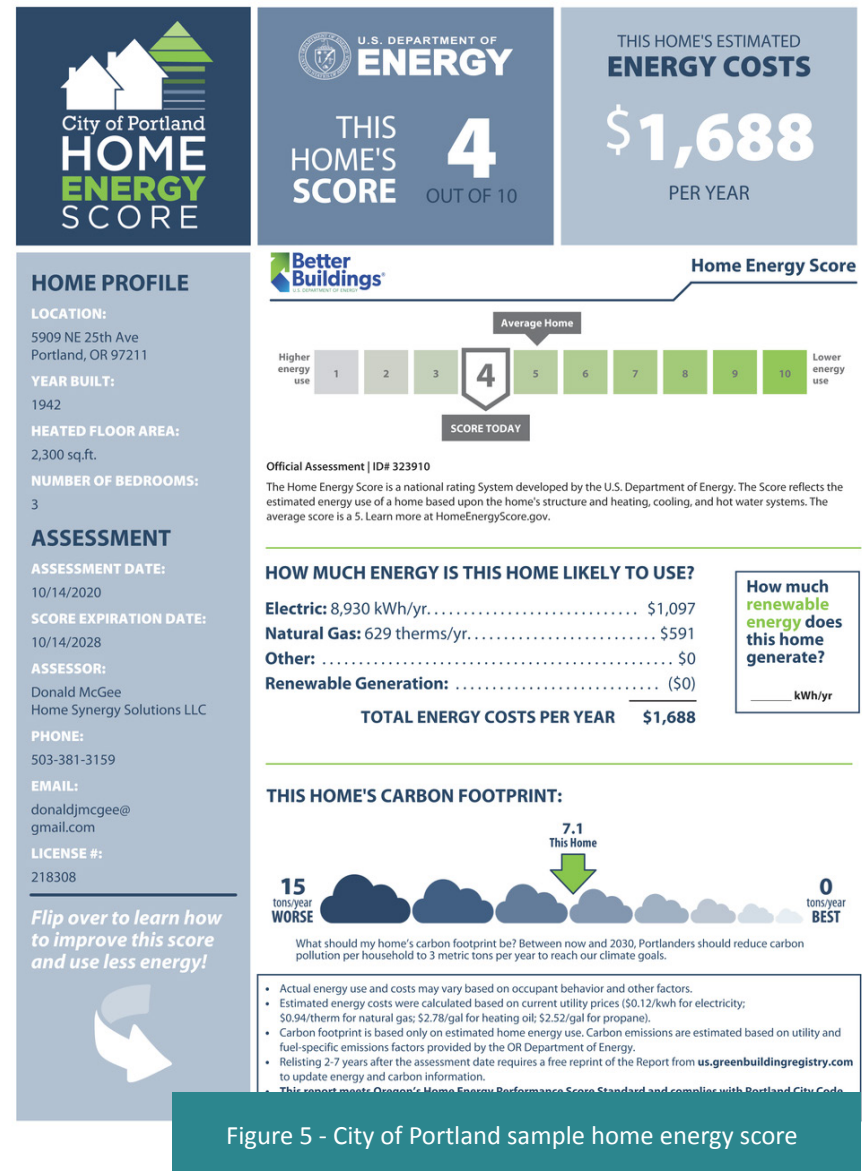 City of Portland
HOME
ENERGY
SCORE
U.S. DEPARTMENT OF
ENERGY
THIS
HOME'S
SCORE
4
OUT OF 10
THIS HOME'S ESTIMATED
ENERGY COSTS
$1,688
PER YEAR
HOME PROFILE
LOCATION:
5909 NE 25th Ave
Portland, OR 97211
YEAR BUILT:
1942
HEATED FLOOR AREA:
2,300 sq.ft.
NUMBER OF BEDROOMS:
3
ASSESSMENT
ASSESSMENT DATE:
10/14/2020
SCORE EXPIRATION DATE:
10/14/2028
ASSESSOR:
Donald McGee
Home Synergy Solutions LLC
PHONE:
503-381-3159
EMAIL:
donaldjmcgee@
gmail.com
LICENSE #:
218308
Flip over to learn how
to improve this score
and use less energy!
Better
Buildings®
U.S. DEPARTMENT OF ENERGY
Home Energy Score
Average Home
Higher
energy
use
1 2 3 4 5 6 7 8 9 10
Lower
energy
use
SCORE TODAY
Official Assessment | ID# 323910
The Home Energy Score is a national rating System developed by the U.S. Department of Energy. The Score reflects the
estimated energy use of a home based upon the home's structure and heating, cooling, and hot water systems. The
average score is a 5. Learn more at HomeEnergyScore.gov.
HOW MUCH ENERGY IS THIS HOME LIKELY TO USE?
Electric: 8,930 kWh/yr. . . . . . . . . . . . . . . . . . . . . . . . . . . . . $1,097
Natural Gas: 629 therms/yr. . . . . . . . . . . . . . . . . . . . . . . . . $591
Other: . . . . . . . . . . . . . . . . . . . . . . . . . . . . . . . . . . . . . . . . . . . . . $0
Renewable Generation: . . . . . . . . . . . . . . . . . . . . . . . . . . ($0)
TOTAL ENERGY COSTS PER YEAR $1,688
How much
renewable
energy does
this home
generate?
______ kWh/yr
THIS HOME'S CARBON FOOTPRINT:
7.1
This Home
15
tons/year
WORSE
0
tons/year
BEST
What should my home's carbon footprint be? Between now and 2030, Portlanders should reduce carbon
pollution per household to 3 metric tons per year to reach our climate goals.
• Actual energy use and costs may vary based on occupant behavior and other factors.
• Estimated energy costs were calculated based on current utility prices ($0.12/kwh for electricity;
$0.94/therm for natural gas; $2.78/gal for heating oil; $2.52/gal for propane).
• Carbon footprint is based only on estimated home energy use. Carbon emissions are estimated based on utility and
fuel-specific emissions factors provided by the OR Department of Energy.
• Relisting 2-7 years after the assessment date requires a free reprint of the Report from us.greenbuildingregistry.com
to update energy and carbon information.
• This report meets Oregon's Home Energy Performance Score Standard and complies with Portland City Code
Figure 5 - City of Portland sample home energy score